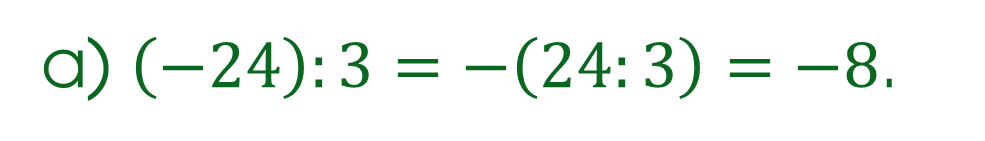 a) (−24): 3 = −(24: 3) = −8.